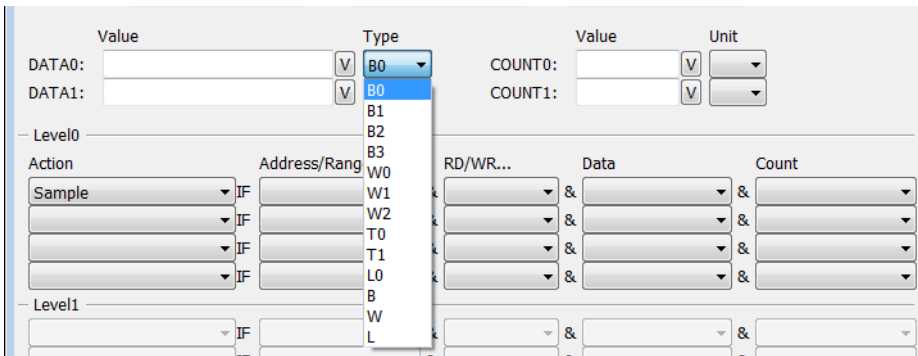 Value Type Value Unit
DATA0: V B0 COUNT0: V
DATA1: V B0 COUNT1: V
B1
Level0 B2
Action Address/Rang B3 RD/WR... Data Count
W0
Sample IF W1 & & &
IF W2 & & &
T0
IF T1 & & &
IF L0 & & &
Level1 B
W
IF L & & &
IF & & &